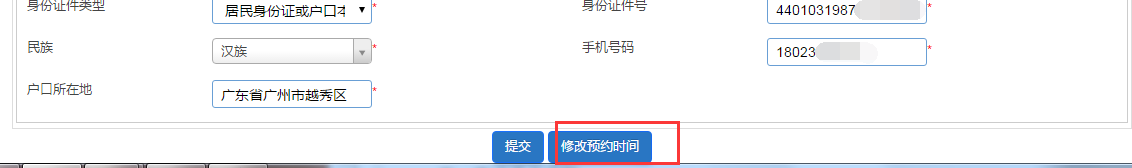 身份证件类型 居民身份证或户口本 * 身份证件号 4401031987 *
民族 汉族 * 手机号码 18023 *
户口所在地 广东省广州市越秀区 *
提交 修改预约时间